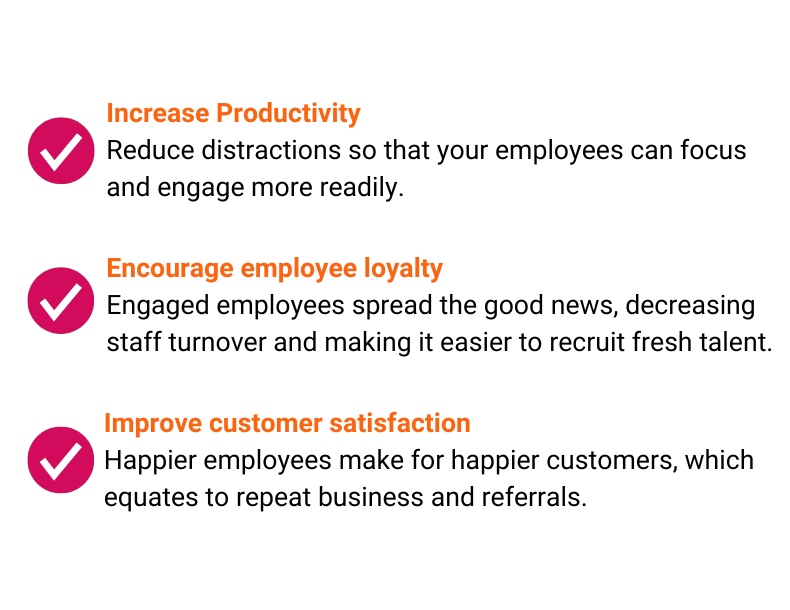 Increase Productivity
Reduce distractions so that your employees can focus
and engage more readily.
Encourage employee loyalty
Engaged employees spread the good news, decreasing
staff turnover and making it easier to recruit fresh talent.
Improve customer satisfaction
Happier employees make for happier customers, which
equates to repeat business and referrals.